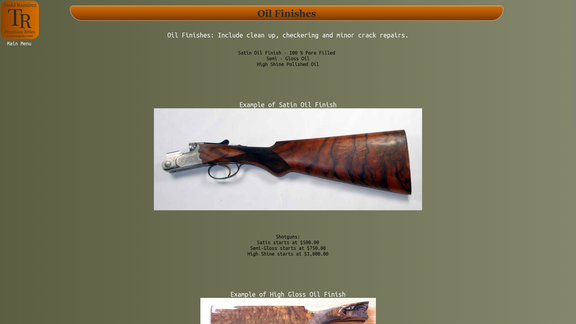 Oil Finishes
TR
Main Menu
Oil Finishes: Include clean up, checkering and minor crack repairs.
Satin Oil Finish - 100 % Pore Filled
Semi - Gloss Oil
High Shine Polished Oil
Example of Satin Oil Finish
Shotguns:
Satin starts at $500.00
Semi-Gloss starts at $750.00
High Shine starts at $1,000.00
Example of High Gloss Oil Finish